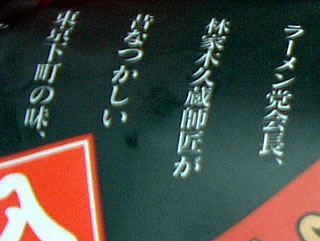 ラーメン党会長、
林家木久蔵師匠が
昔なつかしい
東京下町の味、